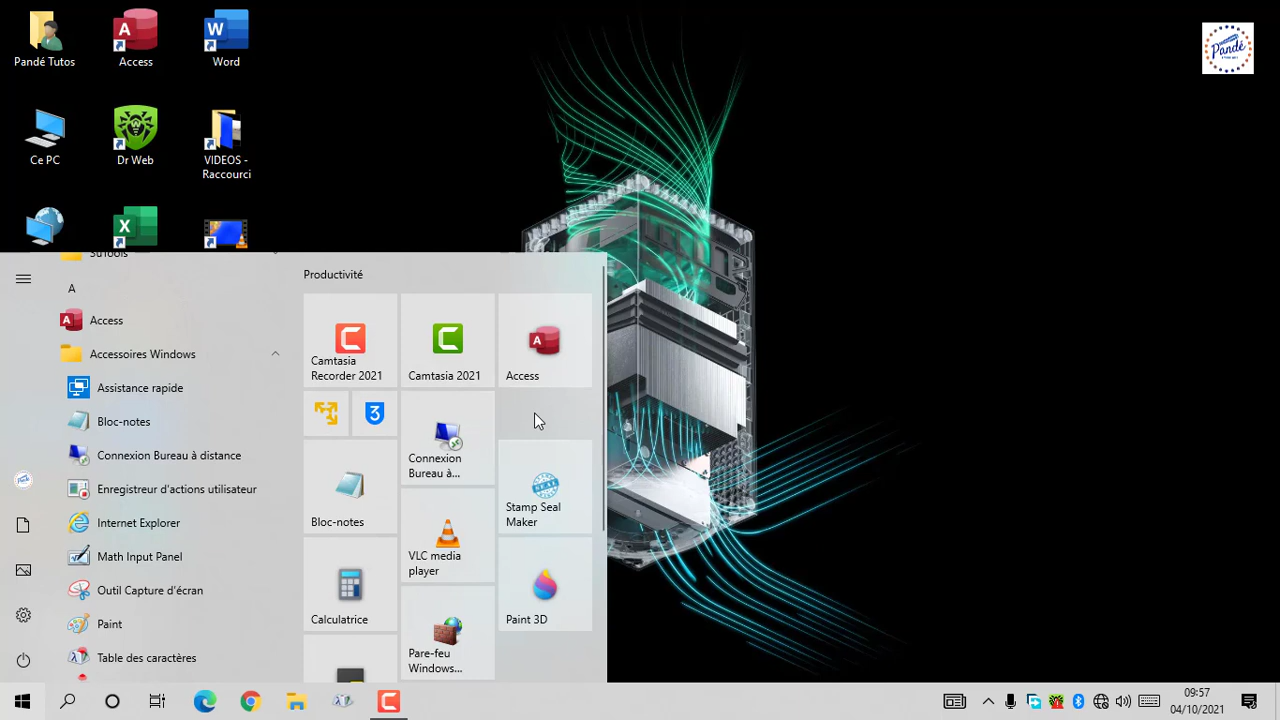 Pandé Tutos
Access
Word
Pandé
Ce PC
Dr Web
VIDEOS -
Raccourci
A
Access
Accessoires Windows
Assistance rapide
Bloc-notes
Connexion Bureau à distance
Enregistreur d'actions utilisateur
Internet Explorer
Math Input Panel
Outil Capture d'écran
Paint
Table des caractères
Productivité
Camtasia
Recorder 2021
Camtasia 2021
Access
Connexion
Bureau à...
Bloc-notes
Stamp Seal
Maker
VLC media
player
Calculatrice
Paint 3D
Pare-feu
Windows...
09:57
04/10/2021